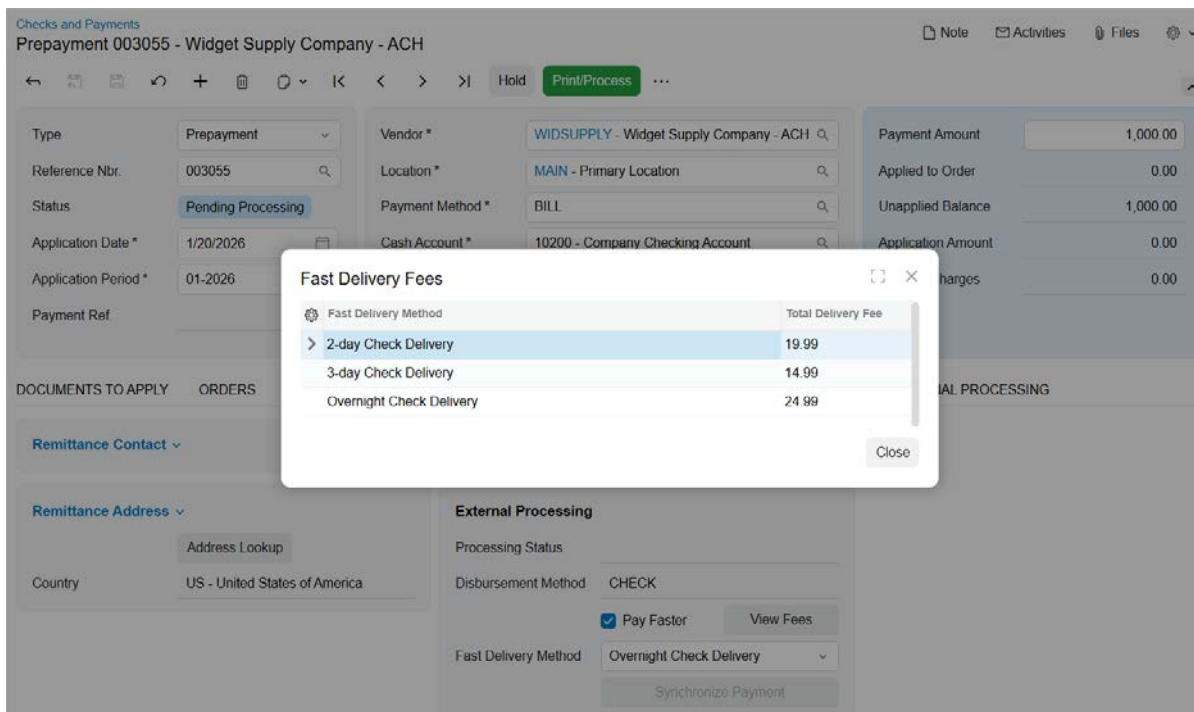 Checks and Payments
Prepayment 003055 - Widget Supply Company - ACH
Note Activities Files
Hold Print/Process ...
Type Prepayment Vendor * WIDSUPPLY - Widget Supply Company - ACH Payment Amount 1,000.00
Reference Nbr. 003055 Location * MAIN - Primary Location Applied to Order 0.00
Status Pending Processing Payment Method * BILL Unapplied Balance 1,000.00
Application Date * 1/20/2026 Cash Account * 10200 - Company Checking Account Application Amount 0.00
Application Period * 01-2026 harges 0.00
Payment Ref
Fast Delivery Fees
Fast Delivery Method Total Delivery Fee
2-day Check Delivery 19.99
3-day Check Delivery 14.99
Overnight Check Delivery 24.99
Close
DOCUMENTS TO APPLY ORDERS AL PROCESSING
Remittance Contact
Remittance Address
Address Lookup
Country US - United States of America
External Processing
Processing Status
Disbursement Method CHECK
Pay Faster View Fees
Fast Delivery Method Overnight Check Delivery
Synchronize Payment